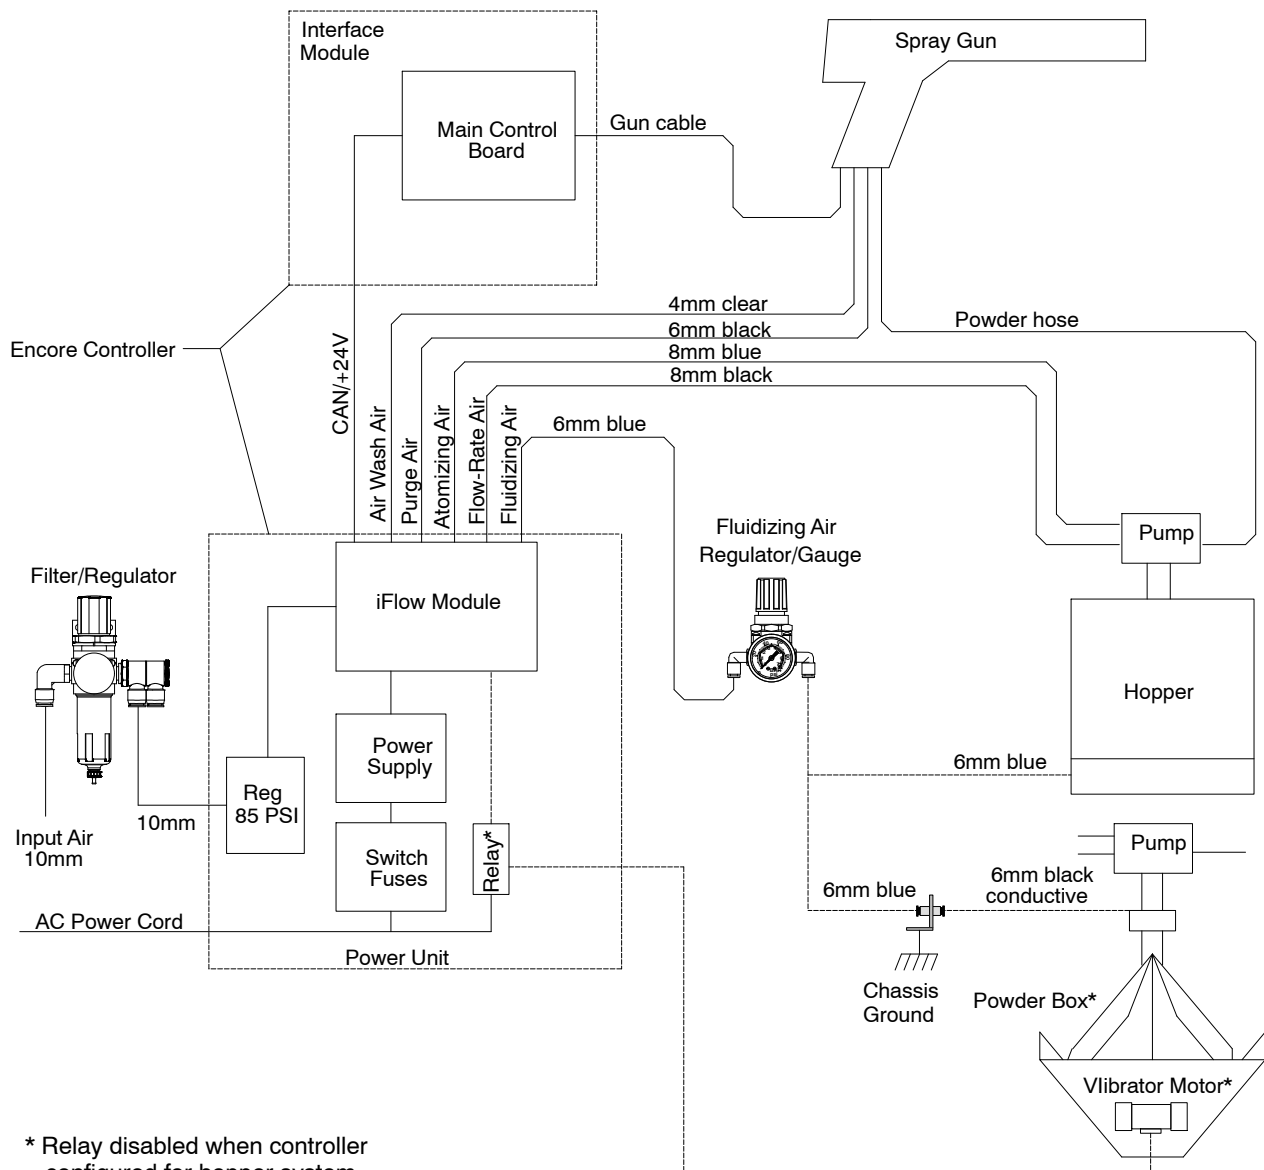 Interface
Module
Spray Gun
Main Control
Board
Gun cable
4mm clear
6mm black
Powder hose
8mm blue
8mm black
Encore Controller
CAN/+24V
Air Wash Air
Purge Air
Atomizing Air
Flow-Rate Air
Fluidizing Air
6mm blue
Fluidizing Air
Regulator/Gauge
Pump
Filter/Regulator
iFlow Module
Hopper
Power
Supply
6mm blue
Reg
85 PSI
10mm
Input Air
10mm
Switch
Fuses
Relay*
Pump
6mm blue
6mm black
conductive
AC Power Cord
Power Unit
Chassis
Ground
Powder Box*
VIibrator Motor*
* Relay disabled when controller
configured for hopper system